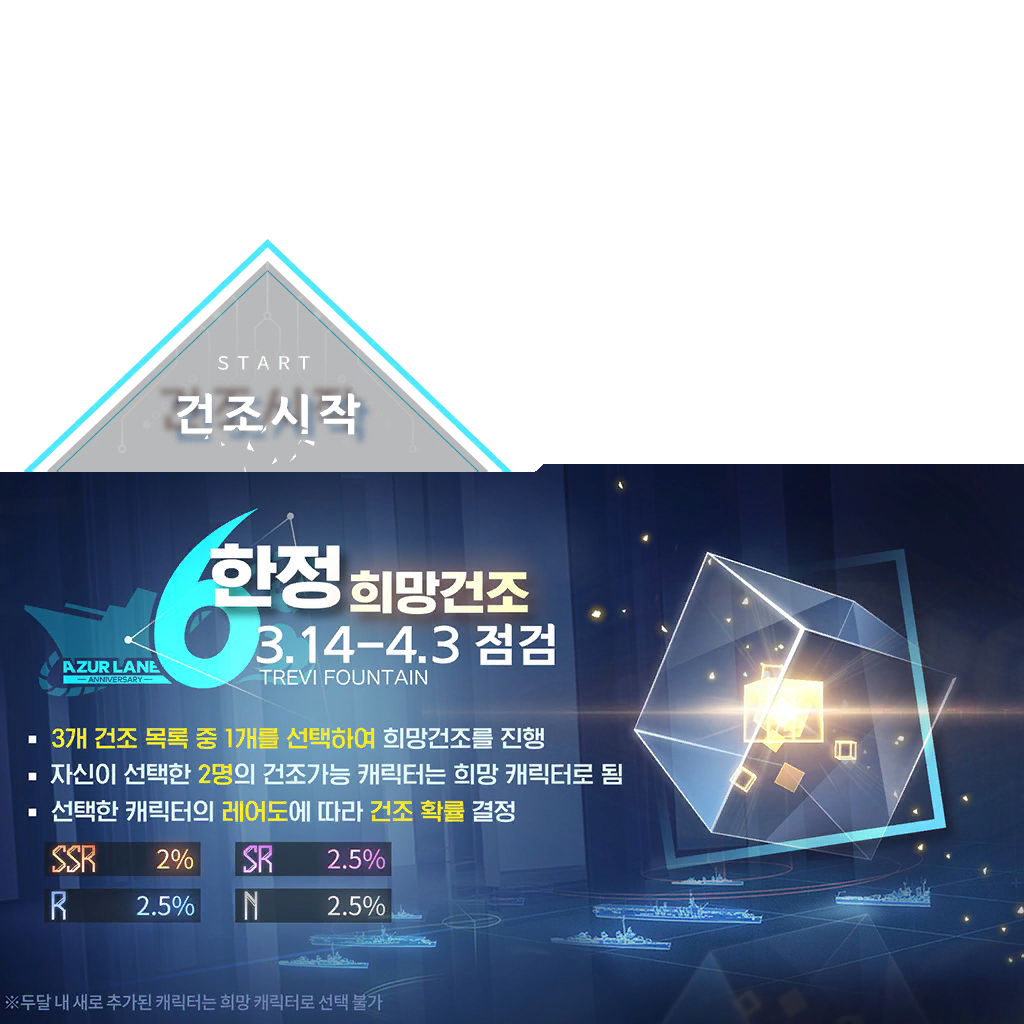 START
건조시작
6
한정 희망건조
3.14-4.3 점검
TREVI FOUNTAIN
AZUR LANE
ANNIVERSARY
▪ 3개 건조 목록 중 1개를 선택하여 희망건조를 진행
▪ 자신이 선택한 2명의 건조가능 캐릭터는 희망 캐릭터로 됨
▪ 선택한 캐릭터의 레어도에 따라 건조 확률 결정
SSR 2% SR 2.5%
R 2.5% N 2.5%
※두달 내 새로 추가된 캐릭터는 희망 캐릭터로 선택 불가